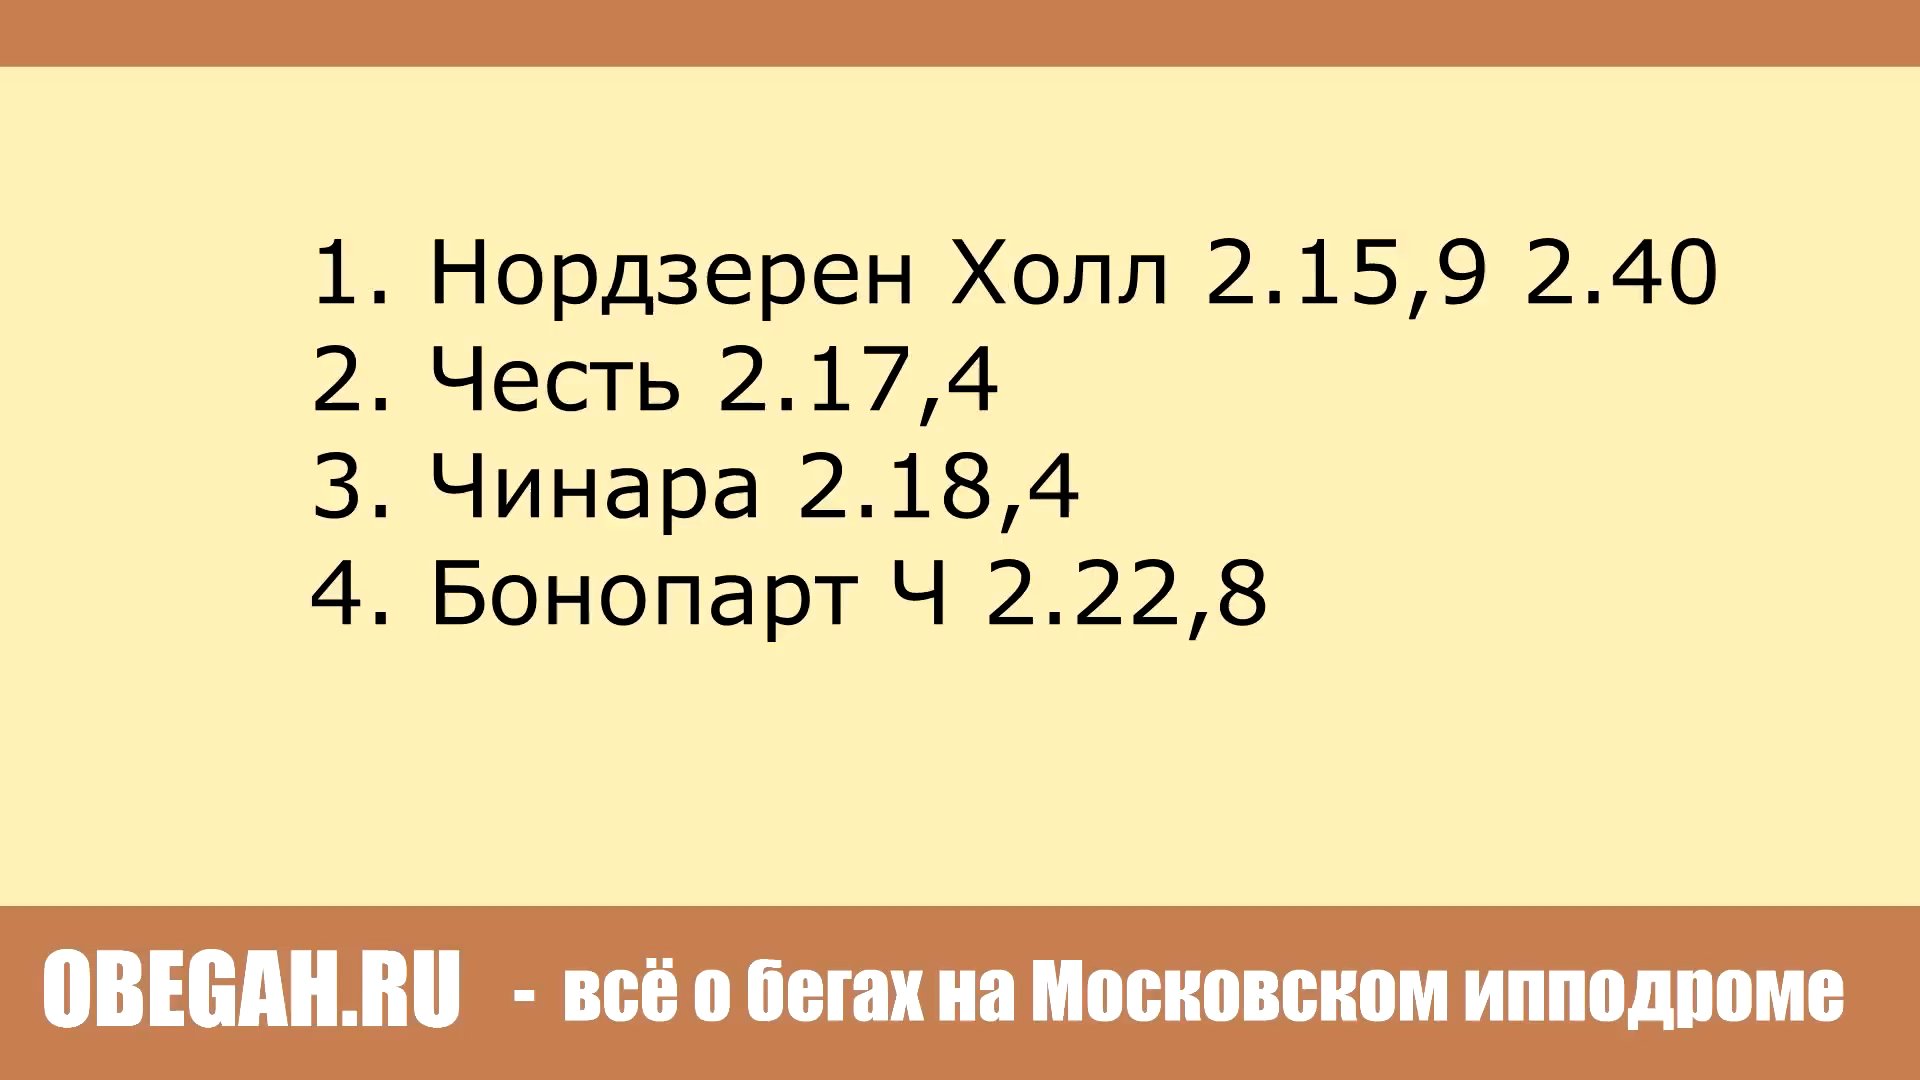 1. Нордзерен Холл 2.15,9 2.40
2. Честь 2.17,4
3. Чинара 2.18,4
4. Бонопарт Ч 2.22,8
OBEGAH.RU - всё о бегах на Московском ипподроме